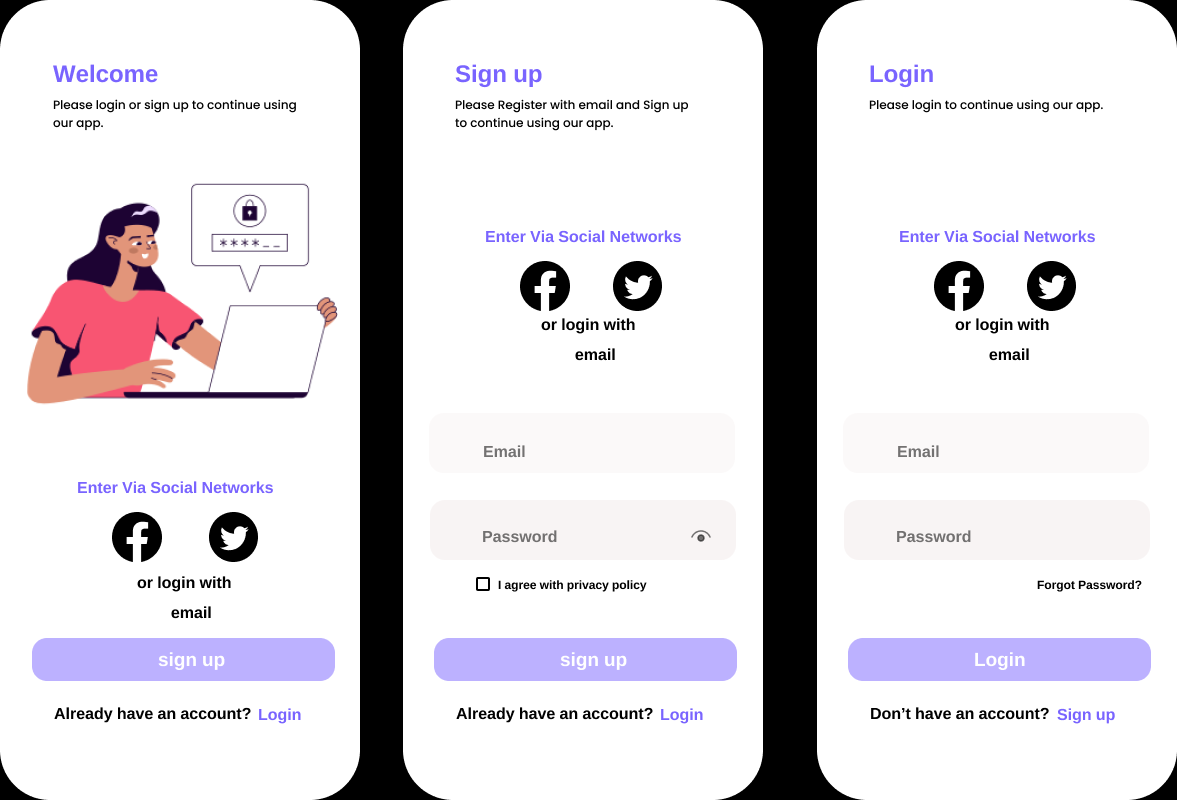 Welcome
Please login or sign up to continue using
our app.
****__
Enter Via Social Networks
or login with
email
sign up
Already have an account? Login
Sign up
Please Register with email and Sign up
to continue using our app.
Enter Via Social Networks
or login with
email
Email
Password
I agree with privacy policy
sign up
Already have an account? Login
Login
Please login to continue using our app.
Enter Via Social Networks
or login with
email
Email
Password
Forgot Password?
Login
Don’t have an account? Sign up